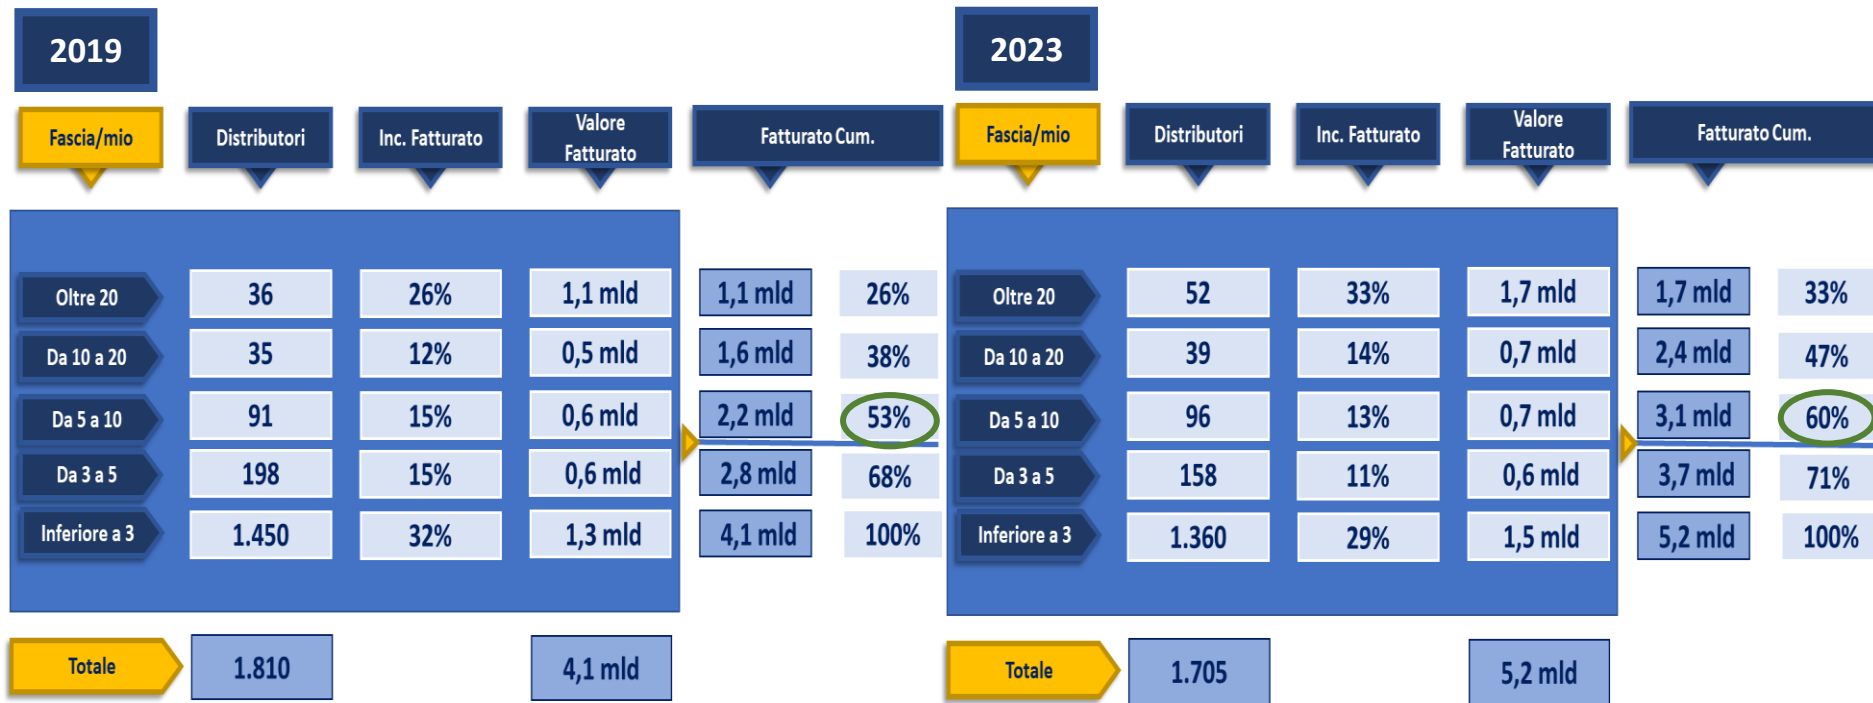 2019
Fascia/mio Distributori Inc. Fatturato Valore Fatturato Fatturato Cum.
Oltre 20 36 26% 1,1 mld 1,1 mld 26%
Da 10 a 20 35 12% 0,5 mld 1,6 mld 38%
Da 5 a 10 91 15% 0,6 mld 2,2 mld 53%
Da 3 a 5 198 15% 0,6 mld 2,8 mld 68%
Inferiore a 3 1.450 32% 1,3 mld 4,1 mld 100%
Totale 1.810 4,1 mld
2023
Fascia/mio Distributori Inc. Fatturato Valore Fatturato Fatturato Cum.
Oltre 20 52 33% 1,7 mld 1,7 mld 33%
Da 10 a 20 39 14% 0,7 mld 2,4 mld 47%
Da 5 a 10 96 13% 0,7 mld 3,1 mld 60%
Da 3 a 5 158 11% 0,6 mld 3,7 mld 71%
Inferiore a 3 1.360 29% 1,5 mld 5,2 mld 100%
Totale 1.705 5,2 mld